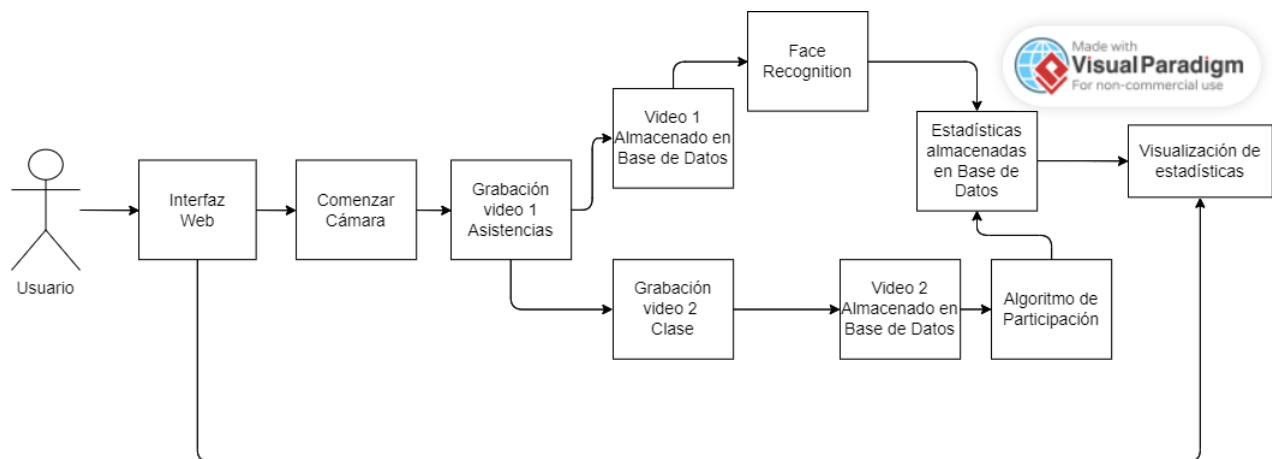 Usuario
Interfaz
Web
Comenzar
Cámara
Grabación
video 1
Asistencias
Video 1
Almacenado en
Base de Datos
Face
Recognition
Grabación
video 2
Clase
Video 2
Almacenado en
Base de Datos
Algoritmo de
Participación
Estadísticas
almacenadas
en Base de
Datos
Visualización de
estadísticas
Made with
Visual Paradigm
For non-commercial use